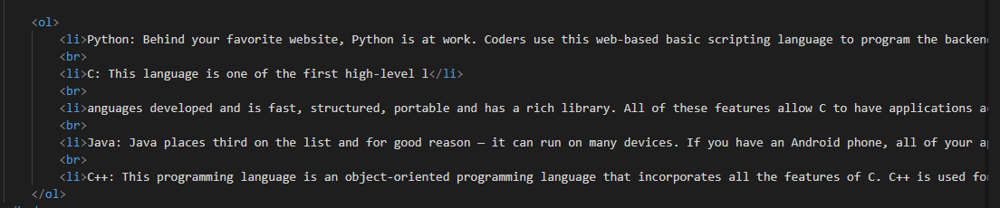 <ol>
<li>Python: Behind your favorite website, Python is at work. Coders use this web-based basic scripting language to program the backen
<br>
<li>C: This language is one of the first high-level l</li>
<br>
<li>anguages developed and is fast, structured, portable and has a rich library. All of these features allow C to have applications a
<br>
<li>Java: Java places third on the list and for good reason — it can run on many devices. If you have an Android phone, all of your a
<br>
<li>C++: This programming language is an object-oriented programming language that incorporates all the features of C. C++ is used fo
</ol>